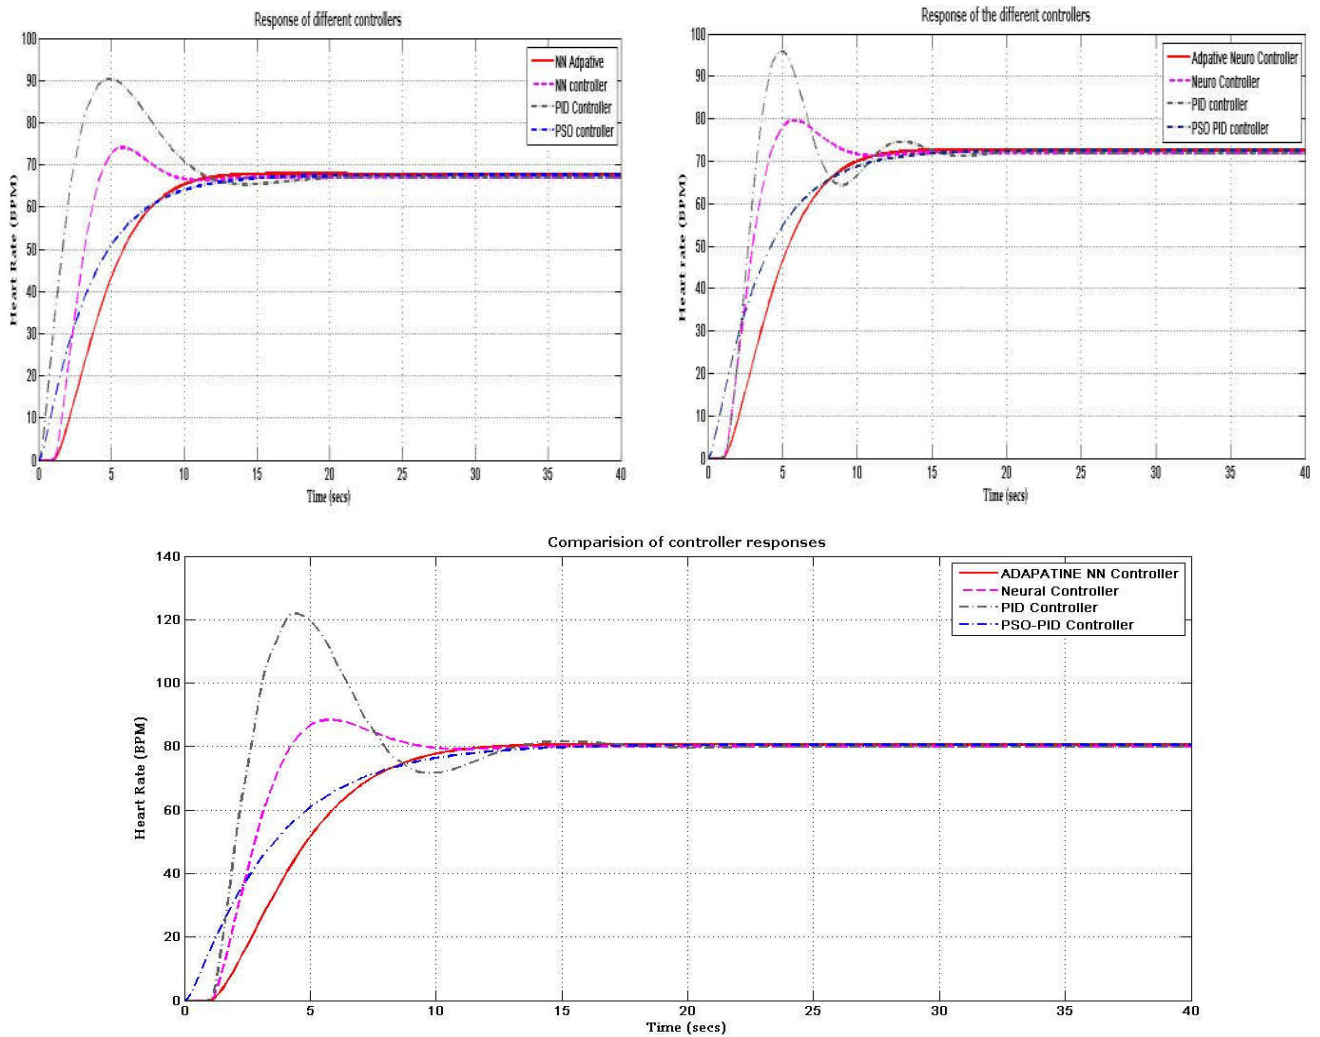 Response of different controllers
100
90
80
70
60
50
40
30
20
10
0
Heart Rate (BPM)
NN Adpative
NN controller
PID Controller
PSO controller
0 5 10 15 20 25 30 35 40
Time (secs)
Response of the different controllers
100
90
80
70
60
50
40
30
20
10
0
Heart rate (BPM)
Adpative Neuro Controller
Neuro Controller
PID controller
PSO PID controller
0 5 10 15 20 25 30 35 40
Time (secs)
Comparision of controller responses
140
120
100
80
60
40
20
0
Heart Rate (BPM)
ADAPATINE NN Controller
Neural Controller
PID Controller
PSO-PID Controller
0 5 10 15 20 25 30 35 40
Time (secs)